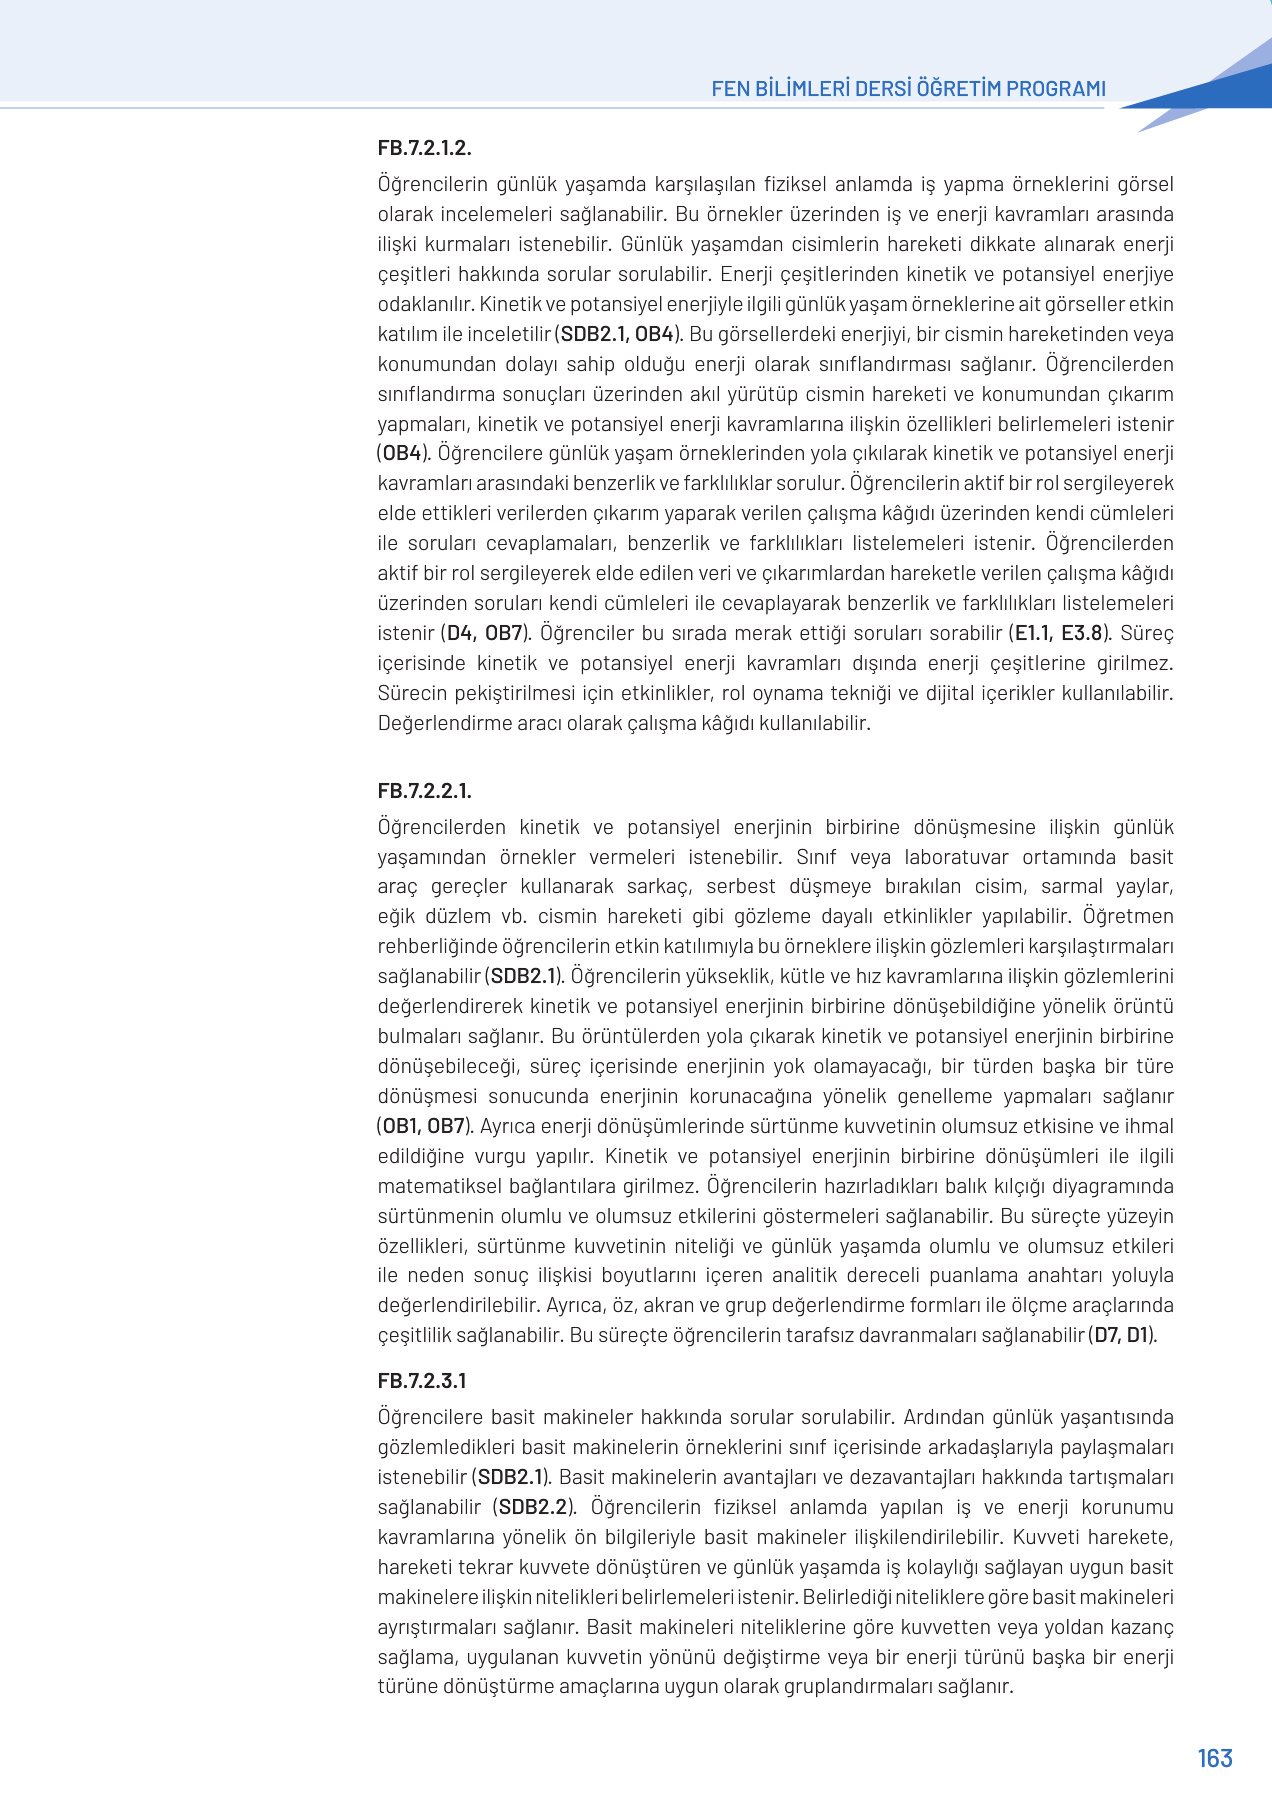 FEN BİLİMLERİ DERSİ ÖĞRETİM PROGRAMI
FB.7.2.1.2.
Öğrencilerin günlük yaşamda karşılaşılan fiziksel anlamda iş yapma örneklerini görsel
olarak incelemeleri sağlanabilir. Bu örnekler üzerinden iş ve enerji kavramları arasında
ilişki kurmaları istenebilir. Günlük yaşamdan cisimlerin hareketi dikkate alınarak enerji
çeşitleri hakkında sorular sorulabilir. Enerji çeşitlerinden kinetik ve potansiyel enerjiye
odaklanılır. Kinetik ve potansiyel enerjiyle ilgili günlük yaşam örneklerine ait görseller etkin
katılım ile inceletilir (SDB2.1, OB4). Bu görsellerdeki enerjiyi, bir cismin hareketinden veya
konumundan dolayı sahip olduğu enerji olarak sınıflandırması sağlanır. Öğrencilerden
sınıflandırma sonuçları üzerinden akıl yürütüp cismin hareketi ve konumundan çıkarım
yapmaları, kinetik ve potansiyel enerji kavramlarına ilişkin özellikleri belirlemeleri istenir
(OB4). Öğrencilere günlük yaşam örneklerinden yola çıkılarak kinetik ve potansiyel enerji
kavramları arasındaki benzerlik ve farklılıklar sorulur. Öğrencilerin aktif bir rol sergileyerek
elde ettikleri verilerden çıkarım yaparak verilen çalışma kâğıdı üzerinden kendi cümleleri
ile soruları cevaplamaları, benzerlik ve farklılıkları listelemeleri istenir. Öğrencilerden
aktif bir rol sergileyerek elde edilen veri ve çıkarımlardan hareketle verilen çalışma kâğıdı
üzerinden soruları kendi cümleleri ile cevaplayarak benzerlik ve farklılıkları listelemeleri
istenir (D4, OB7). Öğrenciler bu sırada merak ettiği soruları sorabilir (E1.1, E3.8). Süreç
içerisinde kinetik ve potansiyel enerji kavramları dışında enerji çeşitlerine girilmez.
Sürecin pekiştirilmesi için etkinlikler, rol oynama tekniği ve dijital içerikler kullanılabilir.
Değerlendirme aracı olarak çalışma kâğıdı kullanılabilir.
FB.7.2.2.1.
Öğrencilerden kinetik ve potansiyel enerjinin birbirine dönüşmesine ilişkin günlük
yaşamından örnekler vermeleri istenebilir. Sınıf veya laboratuvar ortamında basit
araç gereçler kullanarak sarkaç, serbest düşmeye bırakılan cisim, sarmal yaylar,
eğik düzlem vb. cismin hareketi gibi gözleme dayalı etkinlikler yapılabilir. Öğretmen
rehberliğinde öğrencilerin etkin katılımıyla bu örneklere ilişkin gözlemleri karşılaştırmaları
sağlanabilir (SDB2.1). Öğrencilerin yükseklik, kütle ve hız kavramlarına ilişkin gözlemlerini
değerlendirerek kinetik ve potansiyel enerjinin birbirine dönüşebildiğine yönelik örüntü
bulmaları sağlanır. Bu örüntülerden yola çıkarak kinetik ve potansiyel enerjinin birbirine
dönüşebileceği, süreç içerisinde enerjinin yok olamayacağı, bir türden başka bir türe
dönüşmesi sonucunda enerjinin korunacağına yönelik genelleme yapmaları sağlanır
(OB1, OB7). Ayrıca enerji dönüşümlerinde sürtünme kuvvetinin olumsuz etkisine ve ihmal
edildiğine vurgu yapılır. Kinetik ve potansiyel enerjinin birbirine dönüşümleri ile ilgili
matematiksel bağlantılara girilmez. Öğrencilerin hazırladıkları balık kılçığı diyagramında
sürtünmenin olumlu ve olumsuz etkilerini göstermeleri sağlanabilir. Bu süreçte yüzeyin
özellikleri, sürtünme kuvvetinin niteliği ve günlük yaşamda olumlu ve olumsuz etkileri
ile neden sonuç ilişkisi boyutlarını içeren analitik dereceli puanlama anahtarı yoluyla
değerlendirilebilir. Ayrıca, öz, akran ve grup değerlendirme formları ile ölçme araçlarında
çeşitlilik sağlanabilir. Bu süreçte öğrencilerin tarafsız davranmaları sağlanabilir (D7, D1).
FB.7.2.3.1
Öğrencilere basit makineler hakkında sorular sorulabilir. Ardından günlük yaşantısında
gözlemledikleri basit makinelerin örneklerini sınıf içerisinde arkadaşlarıyla paylaşmaları
istenebilir (SDB2.1). Basit makinelerin avantajları ve dezavantajları hakkında tartışmaları
sağlanabilir (SDB2.2). Öğrencilerin fiziksel anlamda yapılan iş ve enerji korunumu
kavramlarına yönelik ön bilgileriyle basit makineler ilişkilendirilebilir. Kuvveti harekete,
hareketi tekrar kuvvete dönüştüren ve günlük yaşamda iş kolaylığı sağlayan uygun basit
makinelere ilişkin nitelikleri belirlemeleri istenir. Belirlediği niteliklere göre basit makineleri
ayrıştırmaları sağlanır. Basit makineleri niteliklerine göre kuvvetten veya yoldan kazanç
sağlama, uygulanan kuvvetin yönünü değiştirme veya bir enerji türünü başka bir enerji
türüne dönüştürme amaçlarına uygun olarak gruplandırmaları sağlanır.
163